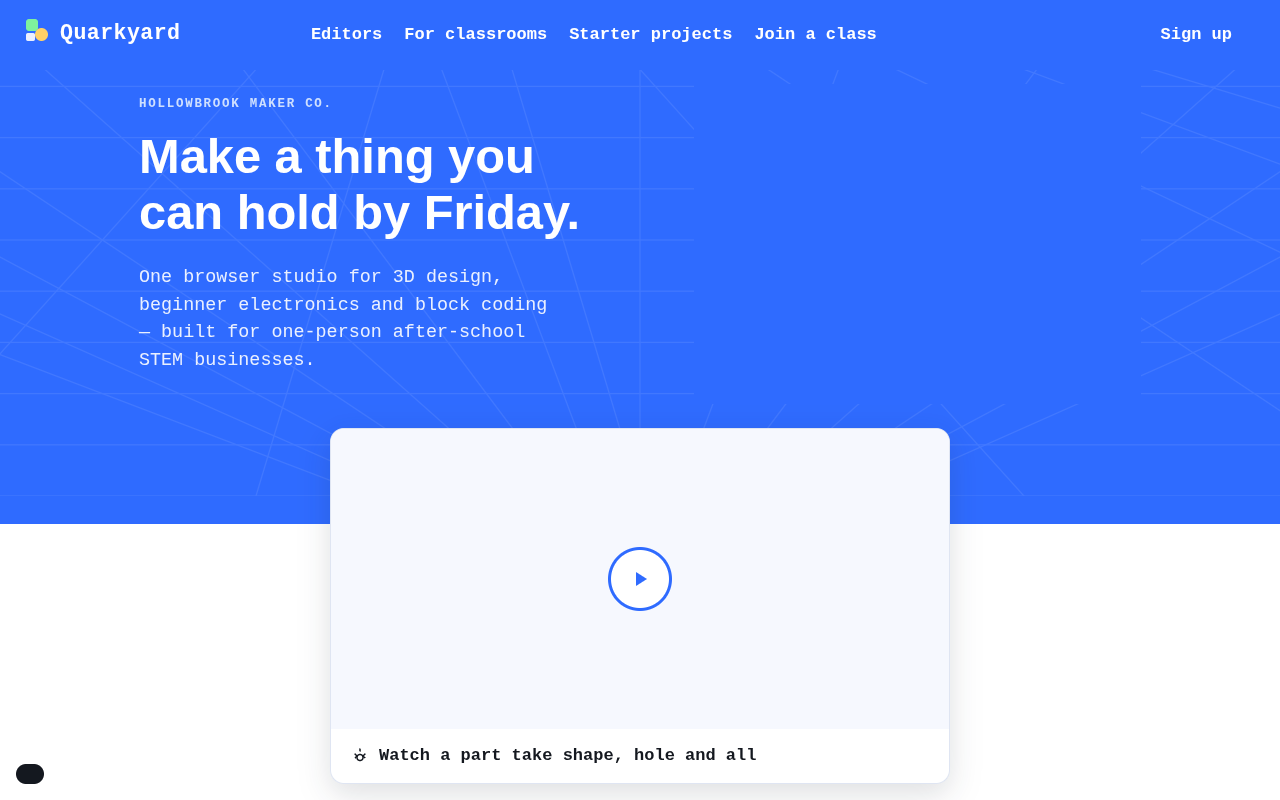 Quarkyard
Editors
For classrooms
Starter projects
Join a class
Sign up
HOLLOWBROOK MAKER CO.
Make a thing you
can hold by Friday.
One browser studio for 3D design,
beginner electronics and block coding
— built for one-person after-school
STEM businesses.
Watch a part take shape, hole and all